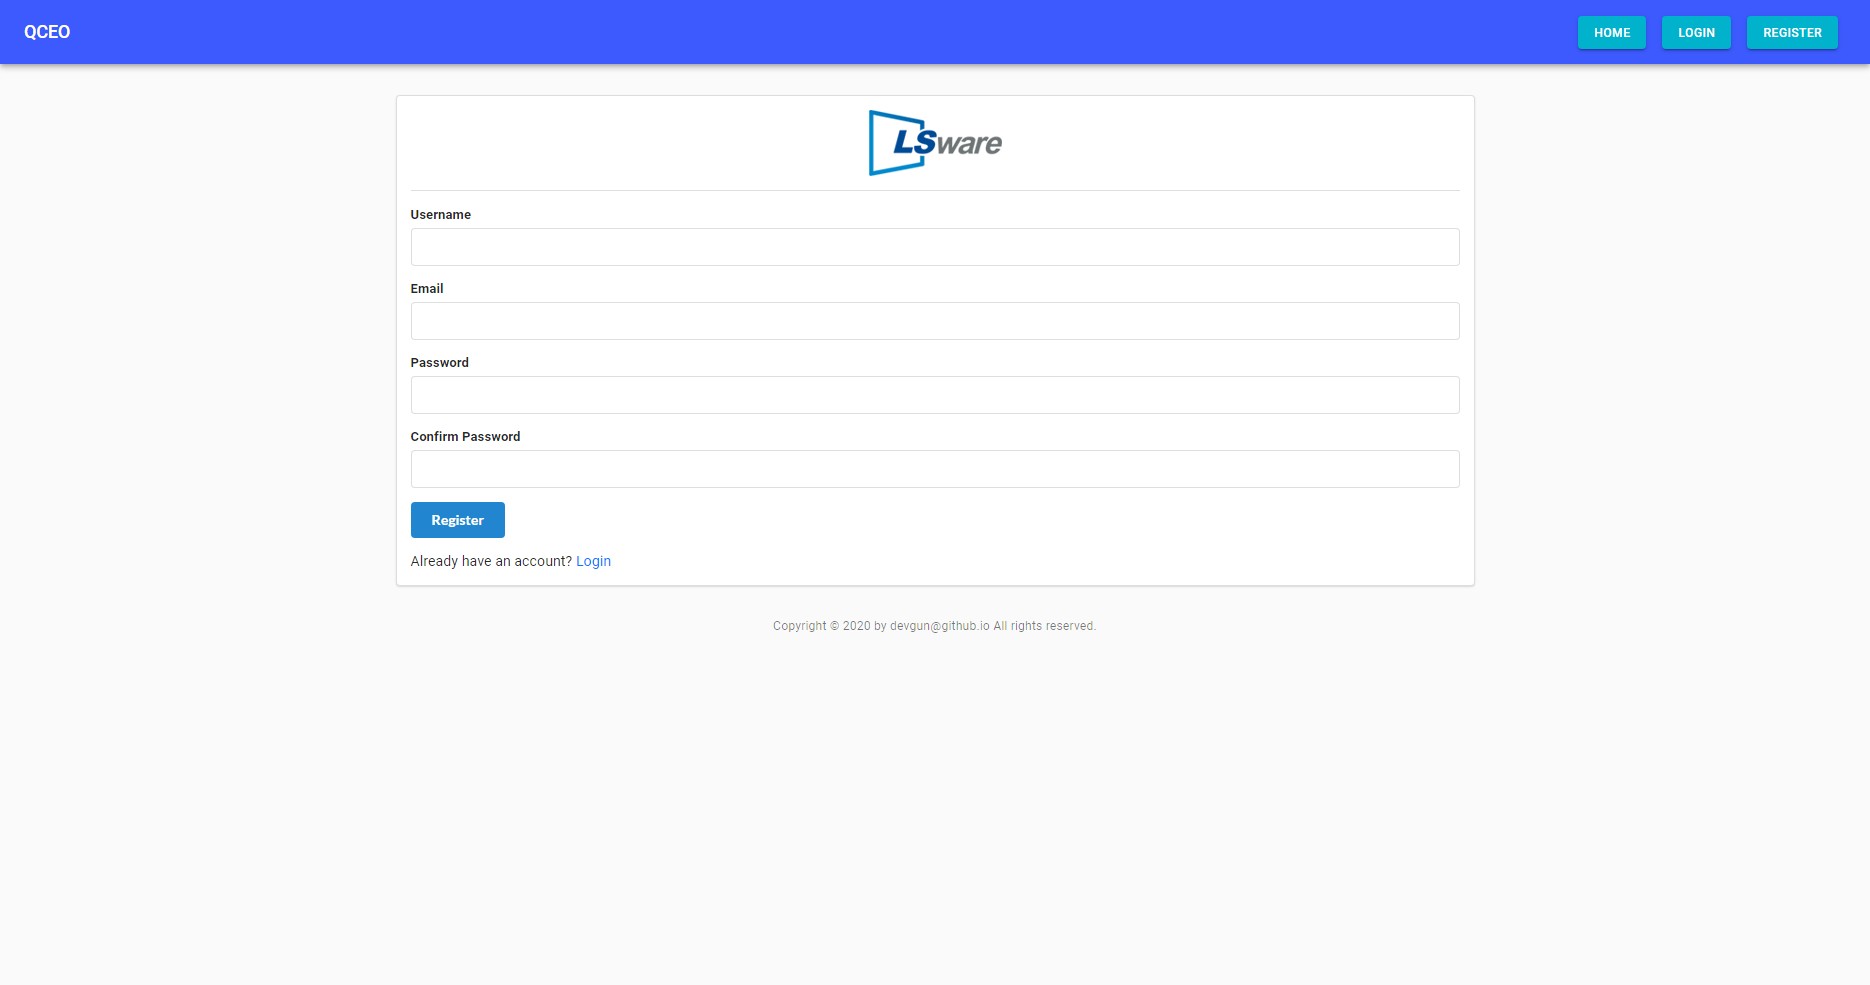 QCEO
HOME
LOGIN
REGISTER
LSware
Username
Email
Password
Confirm Password
Register
Already have an account? Login
Copyright © 2020 by devgun@github.io All rights reserved.